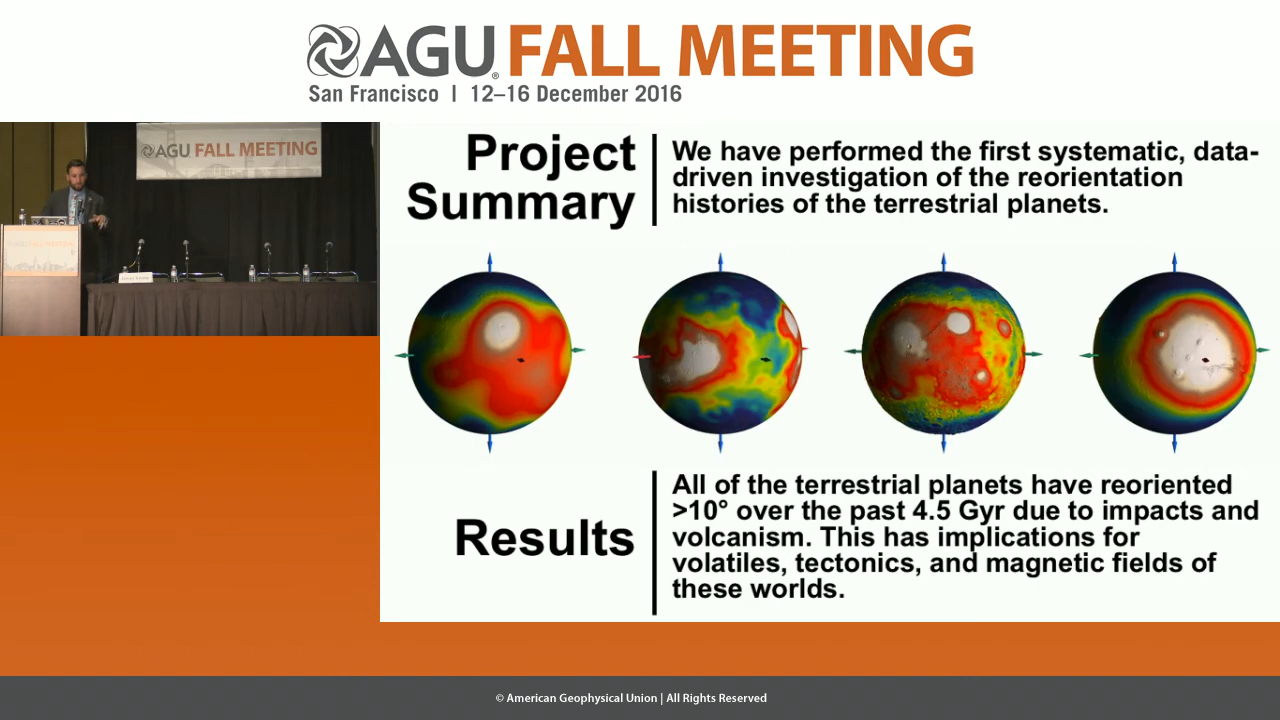 AGU® FALL MEETING
San Francisco | 12–16 December 2016
AGU FALL MEETING
AGU FALL MEETING
Project
Summary
We have performed the first systematic, data-
driven investigation of the reorientation
histories of the terrestrial planets.
Results
All of the terrestrial planets have reoriented
>10° over the past 4.5 Gyr due to impacts and
volcanism. This has implications for
volatiles, tectonics, and magnetic fields of
these worlds.
© American Geophysical Union | All Rights Reserved